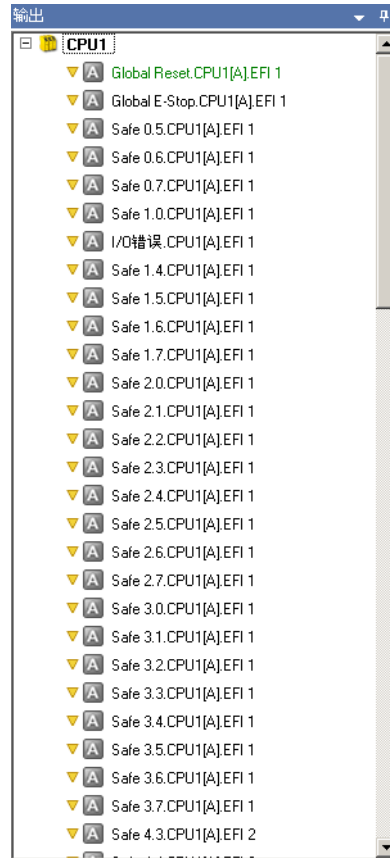 输出
CPU1
A Global Reset.CPU1[A].EFI 1
A Global E-Stop.CPU1[A].EFI 1
A Safe 0.5.CPU1[A].EFI 1
A Safe 0.6.CPU1[A].EFI 1
A Safe 0.7.CPU1[A].EFI 1
A Safe 1.0.CPU1[A].EFI 1
A I/O错误.CPU1[A].EFI 1
A Safe 1.4.CPU1[A].EFI 1
A Safe 1.5.CPU1[A].EFI 1
A Safe 1.6.CPU1[A].EFI 1
A Safe 1.7.CPU1[A].EFI 1
A Safe 2.0.CPU1[A].EFI 1
A Safe 2.1.CPU1[A].EFI 1
A Safe 2.2.CPU1[A].EFI 1
A Safe 2.3.CPU1[A].EFI 1
A Safe 2.4.CPU1[A].EFI 1
A Safe 2.5.CPU1[A].EFI 1
A Safe 2.6.CPU1[A].EFI 1
A Safe 2.7.CPU1[A].EFI 1
A Safe 3.0.CPU1[A].EFI 1
A Safe 3.1.CPU1[A].EFI 1
A Safe 3.2.CPU1[A].EFI 1
A Safe 3.3.CPU1[A].EFI 1
A Safe 3.4.CPU1[A].EFI 1
A Safe 3.5.CPU1[A].EFI 1
A Safe 3.6.CPU1[A].EFI 1
A Safe 3.7.CPU1[A].EFI 1
A Safe 4.3.CPU1[A].EFI 2